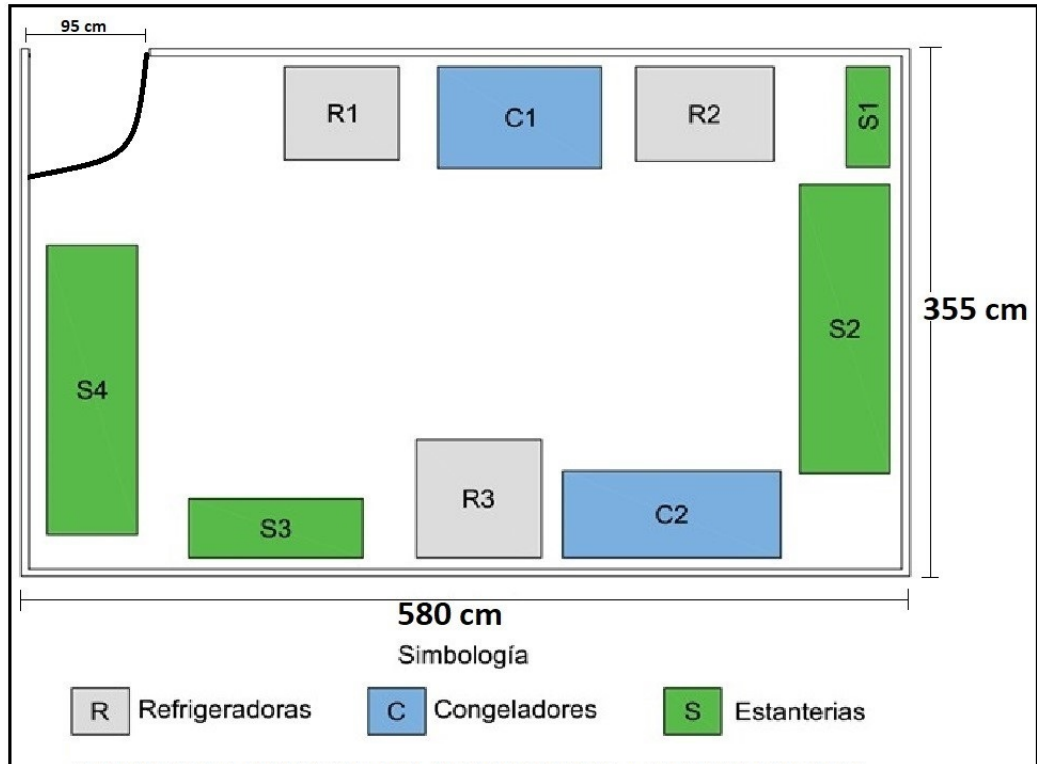 95 cm
R1
C1
R2
S1
355 cm
S2
S4
R3
C2
S3
580 cm
Simbología
R Refrigeradoras
C Congeladores
S Estanterias